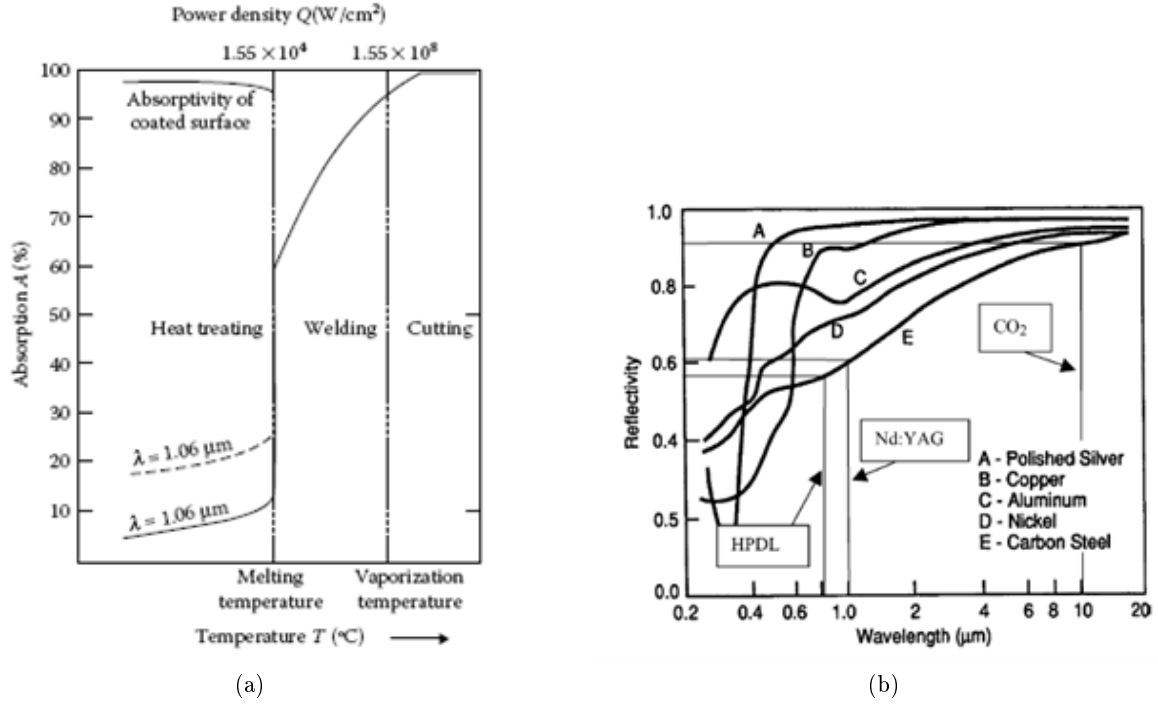 Power density Q(W/cm²)
1.55 × 10⁴
1.55 × 10⁸
100
90
80
70
60
50
40
30
20
10
Absorption A (%)
Absorptivity of
coated surface
Heat treating
Welding
Cutting
λ = 1.06 μm
λ = 1.06 μm
Melting
temperature
Vaporization
temperature
Temperature T (ºC)
(a)
1.0
0.8
0.6
0.4
0.5
0.0
Reflectivity
A
B
C
D
E
CO₂
Nd:YAG
HPDL
A - Polished Silver
B - Copper
C - Aluminum
D - Nickel
E - Carbon Steel
0.2
0.4
0.6
1.0
2
4
6
8
10
20
Wavelength (μm)
(b)